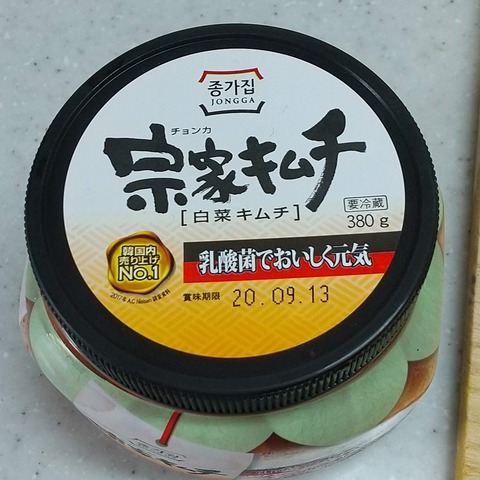 종가집
JONGGA
チョンカ
宗家キムチ
[白菜キムチ]
要冷蔵
380g
韓国内
売り上げ
No.1
乳酸菌でおいしく元気
賞味期限 20.09.13